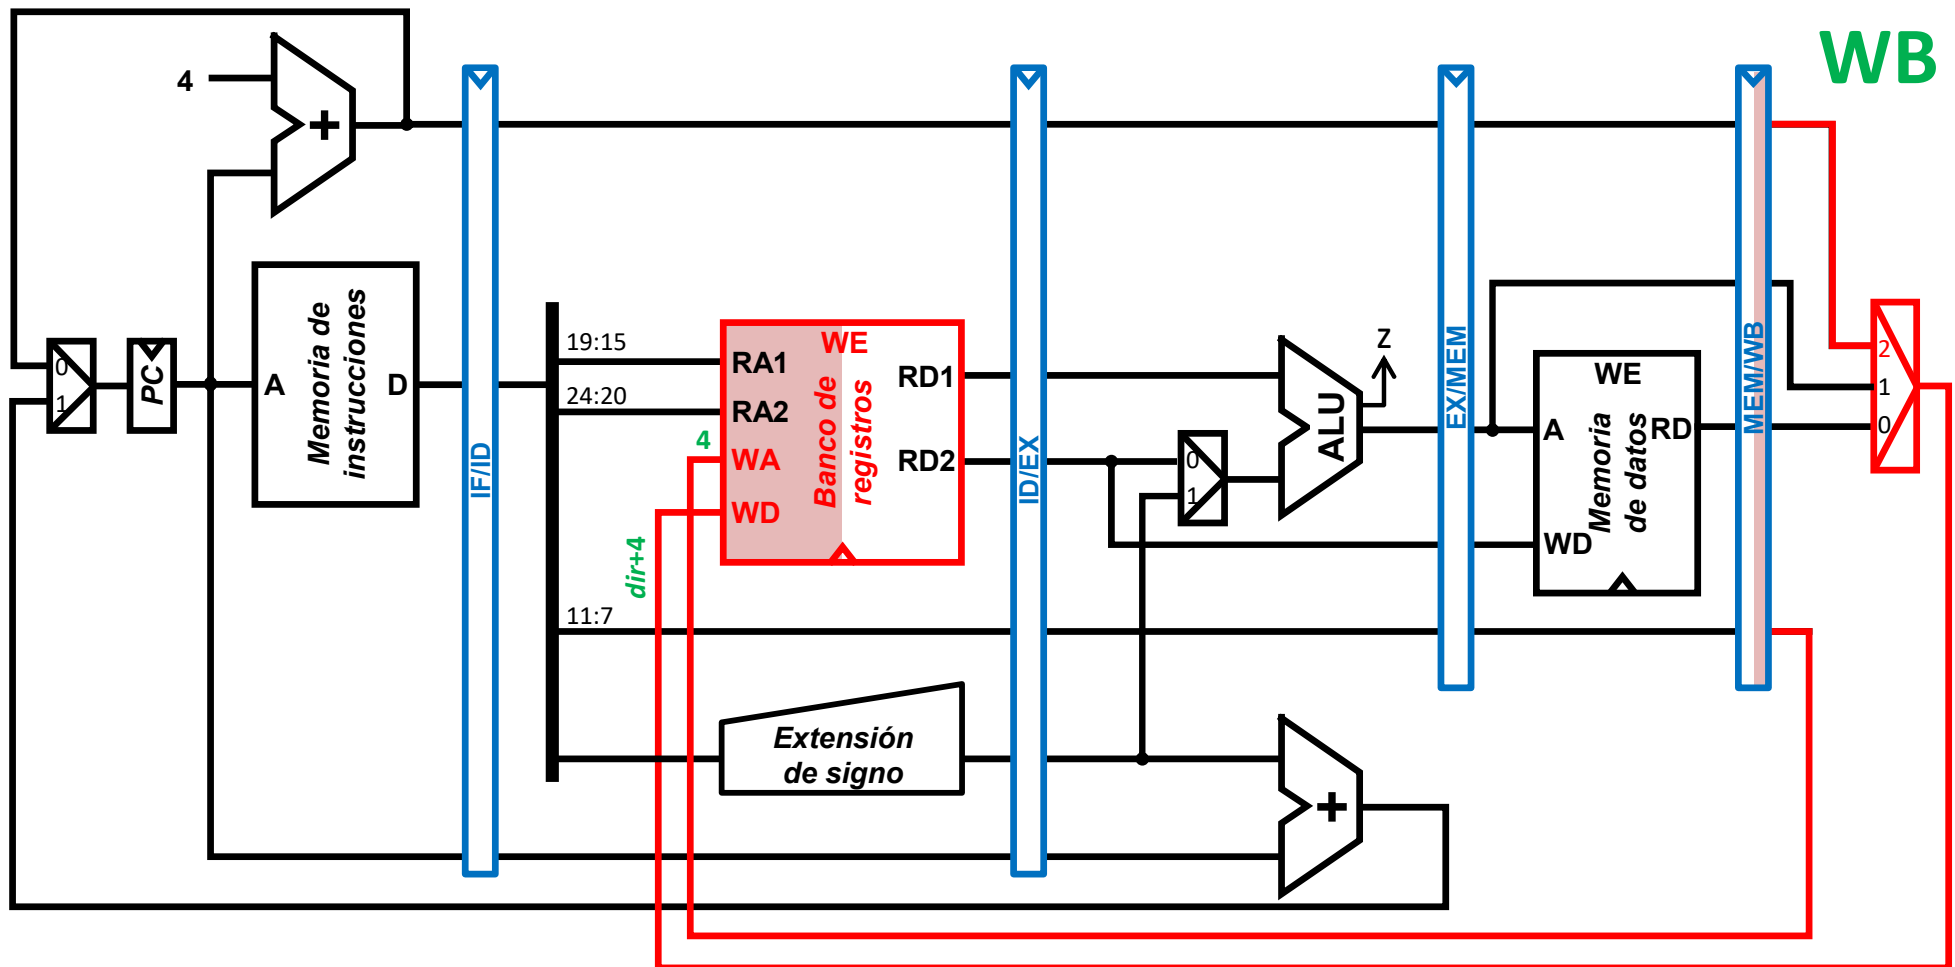 WB
4
+
IF/ID
ID/EX
EX/MEM
MEM/WB
0
1
PC
A
Memoria de
instrucciones
D
19:15
24:20
4
dir+4
11:7
RA1
RA2
WA
WD
WE
Banco de
registros
RD1
RD2
0
1
ALU
Z
A
WD
WE
Memoria
de datos
RD
2
1
0
Extensión
de signo
+